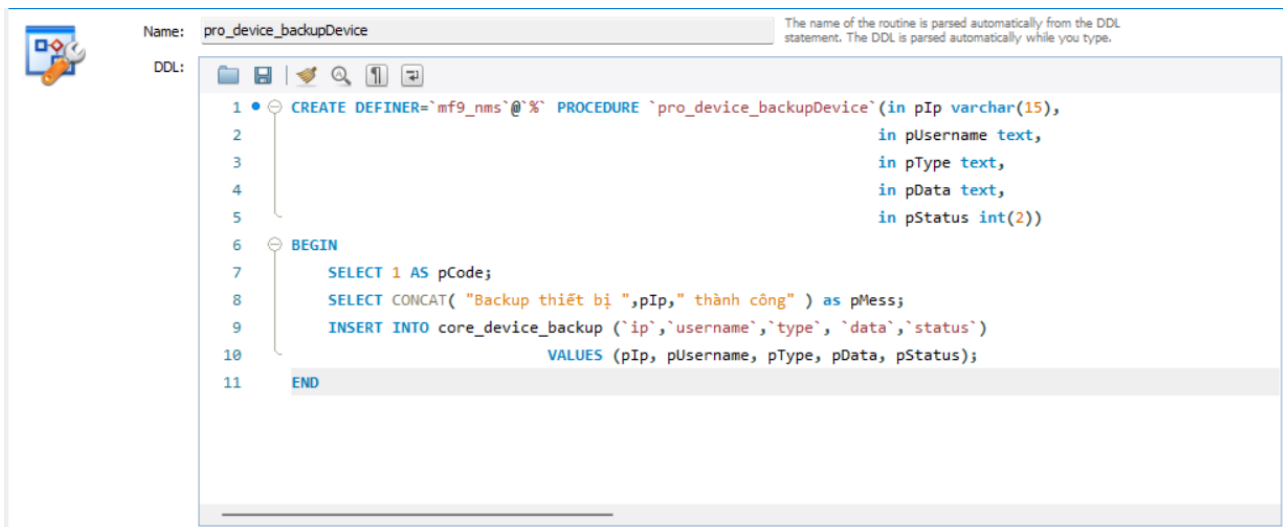 Name:
pro_device_backupDevice
The name of the routine is parsed automatically from the DDL
statement. The DDL is parsed automatically while you type.
DDL:
1 CREATE DEFINER=`mf9_nms`@`%` PROCEDURE `pro_device_backupDevice`(in pIp varchar(15),
2 in pUsername text,
3 in pType text,
4 in pData text,
5 in pStatus int(2))
6 BEGIN
7 SELECT 1 AS pCode;
8 SELECT CONCAT( "Backup thiết bị ",pIp," thành công" ) as pMess;
9 INSERT INTO core_device_backup (`ip`,`username`,`type`, `data`,`status`)
10 VALUES (pIp, pUsername, pType, pData, pStatus);
11 END